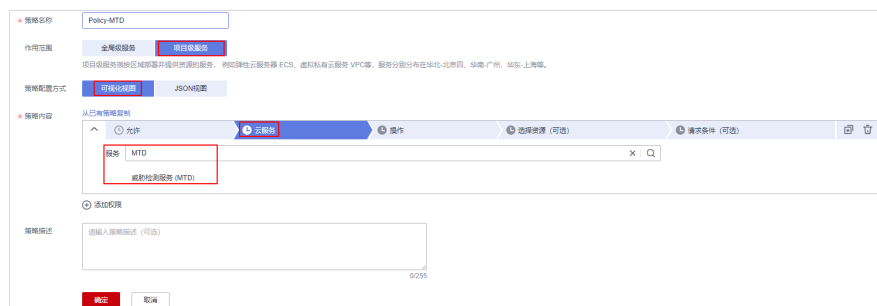 * 策略名称 Policy-MTD
作用范围 全局级服务 项目级服务
项目级服务指按区域部署并提供资源的服务, 例如弹性云服务器 ECS、虚拟私有云服务 VPC等, 服务分别分布在华北-北京四、华南-广州、华东-上海等。
策略配置方式 可视化视图 JSON视图
* 策略内容 从已有策略复制
允许 云服务 操作 选择资源 (可选) 请求条件 (可选)
服务 MTD
威胁检测服务 (MTD)
添加权限
策略描述 请输入策略描述 (可选)
0/255
确定 取消